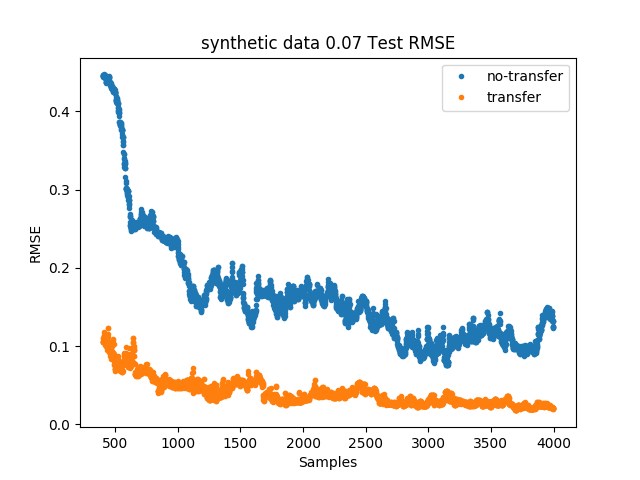 synthetic data 0.07 Test RMSE
no-transfer
transfer
RMSE
0.4
0.3
0.2
0.1
0.0
500 1000 1500 2000 2500 3000 3500 4000
Samples